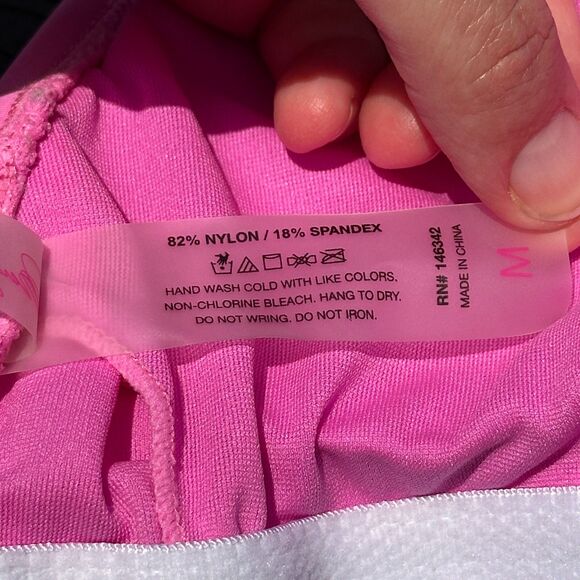 82% NYLON / 18% SPANDEX
HAND WASH COLD WITH LIKE COLORS.
NON-CHLORINE BLEACH. HANG TO DRY.
DO NOT WRING. DO NOT IRON.
RN# 146342
MADE IN CHINA
M